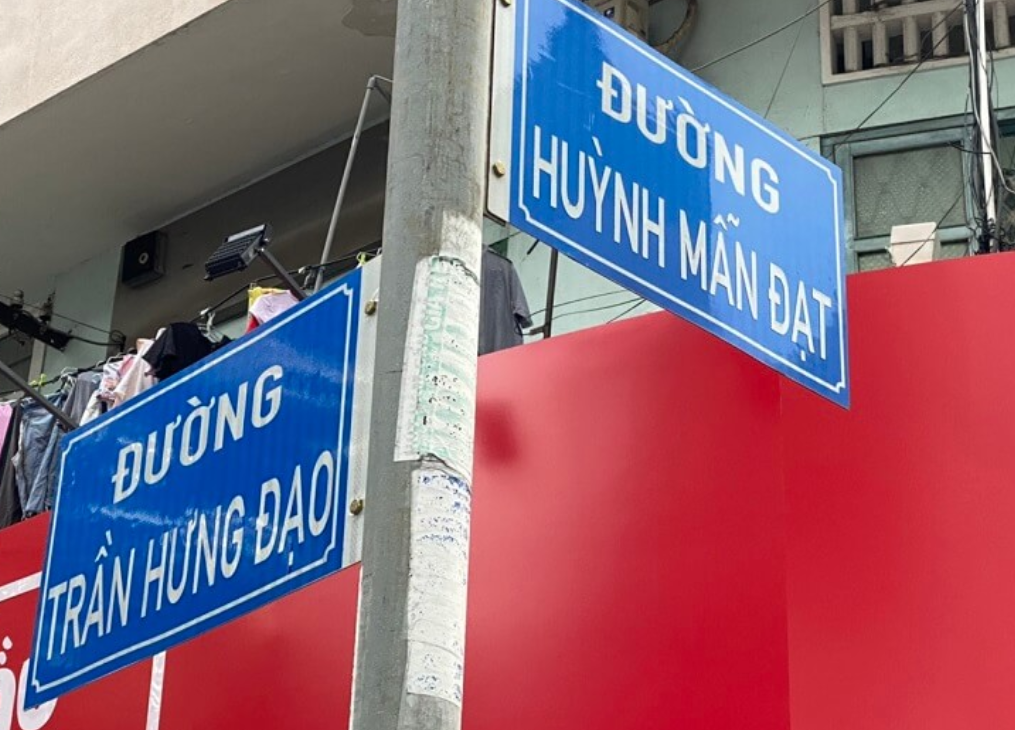 ĐƯỜNG
HUỲNH MẪN ĐẠT
ĐƯỜNG
TRẦN HƯNG ĐẠO